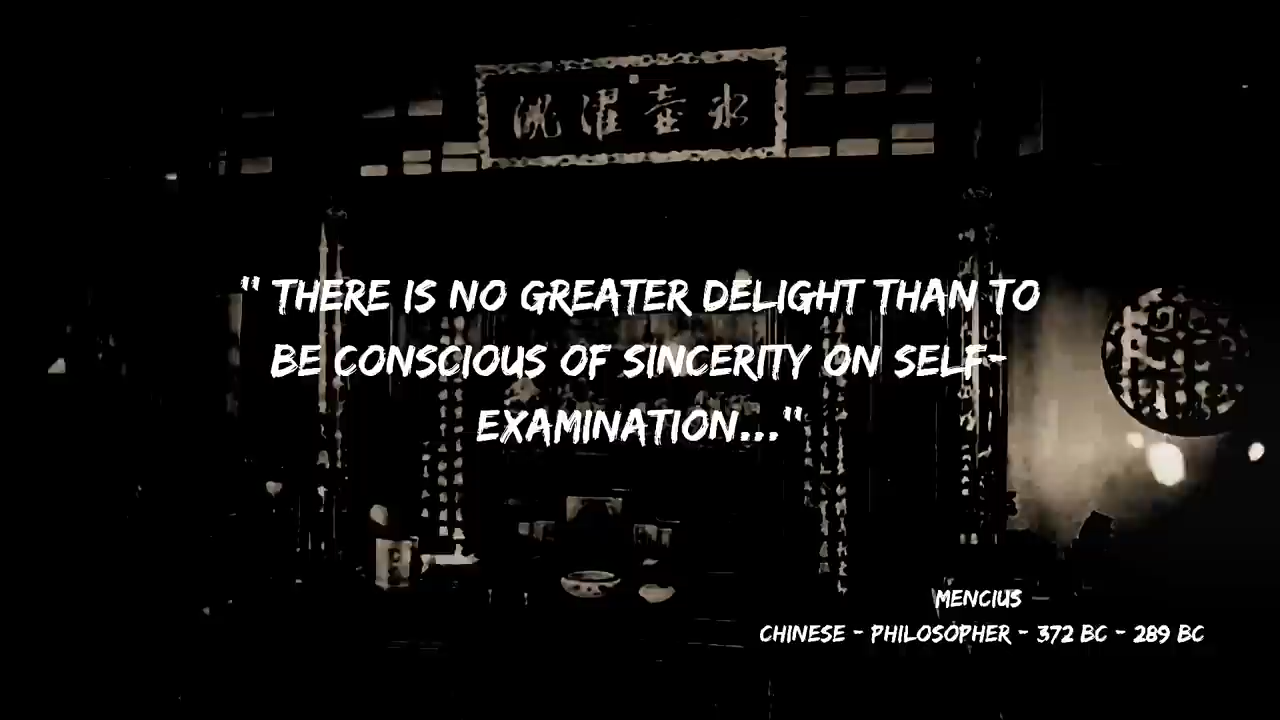 " THERE IS NO GREATER DELIGHT THAN TO
BE CONSCIOUS OF SINCERITY ON SELF-
EXAMINATION..."
MENCIUS
CHINESE - PHILOSOPHER - 372 BC - 289 BC